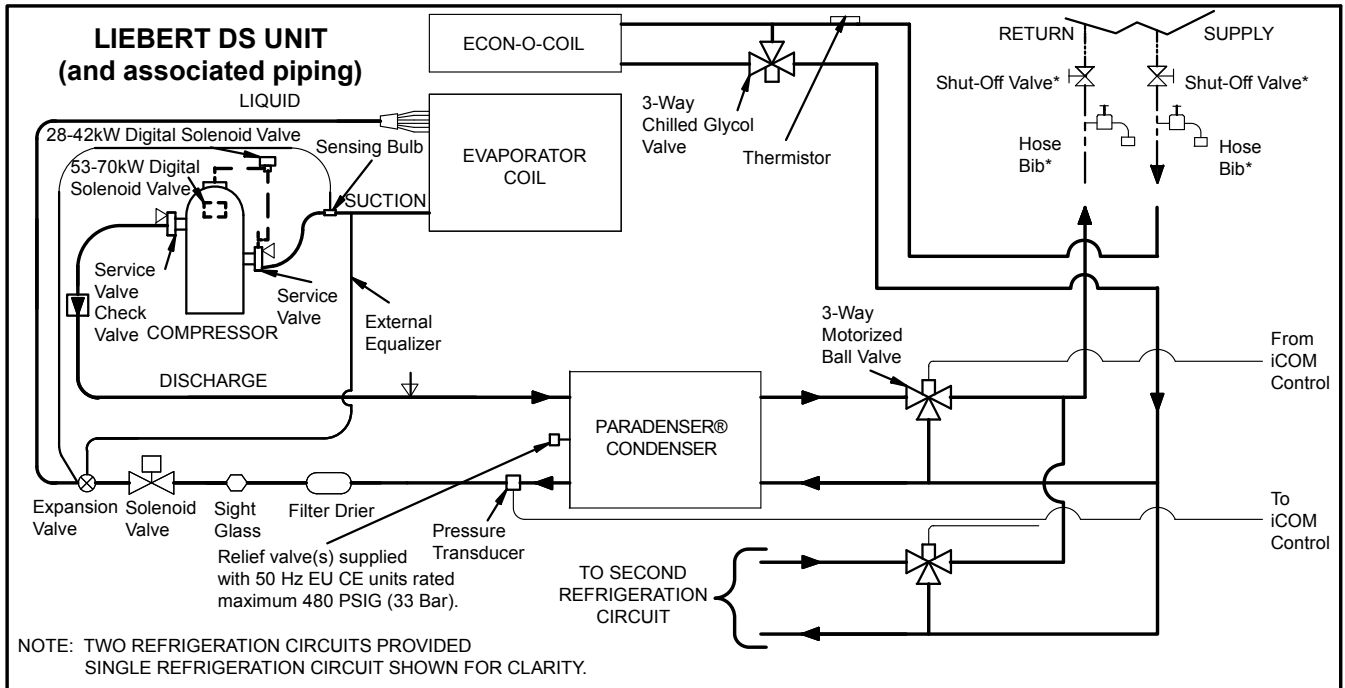 LIEBERT DS UNIT
(and associated piping)
LIQUID
28-42kW Digital Solenoid Valve
53-70kW Digital
Solenoid Valve
Sensing Bulb
SUCTION
ECON-O-COIL
EVAPORATOR
COIL
3-Way
Chilled Glycol
Valve
Thermistor
RETURN
SUPPLY
Shut-Off Valve*
Shut-Off Valve*
Hose
Bib*
Hose
Bib*
Service
Valve
Check
Valve
COMPRESSOR
Service
Valve
External
Equalizer
DISCHARGE
3-Way
Motorized
Ball Valve
From
iCOM
Control
PARADENSER®
CONDENSER
Expansion
Valve
Solenoid
Valve
Sight
Glass
Filter Drier
Pressure
Transducer
To
iCOM
Control
Relief valve(s) supplied
with 50 Hz EU CE units rated
maximum 480 PSIG (33 Bar).
TO SECOND
REFRIGERATION
CIRCUIT
NOTE: TWO REFRIGERATION CIRCUITS PROVIDED
SINGLE REFRIGERATION CIRCUIT SHOWN FOR CLARITY.